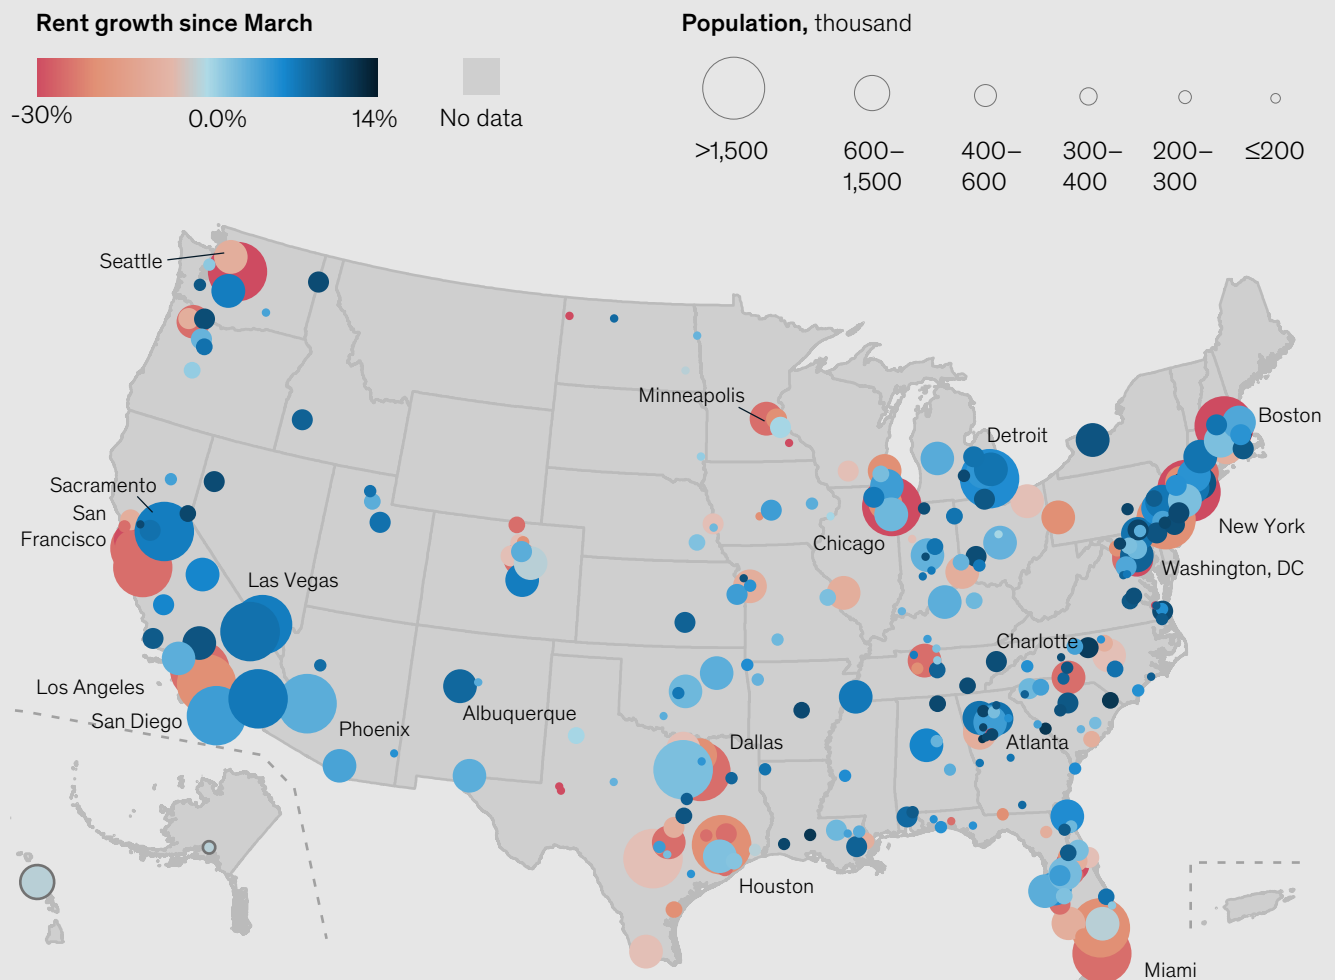 Rent growth since March
-30%
0.0%
14%
No data
Population, thousand
>1,500
600–
1,500
400–
600
300–
400
200–
300
≤200
Seattle
Minneapolis
Boston
Detroit
Sacramento
San
Francisco
New York
Chicago
Washington, DC
Las Vegas
Charlotte
Los Angeles
San Diego
Albuquerque
Phoenix
Dallas
Atlanta
Houston
Miami